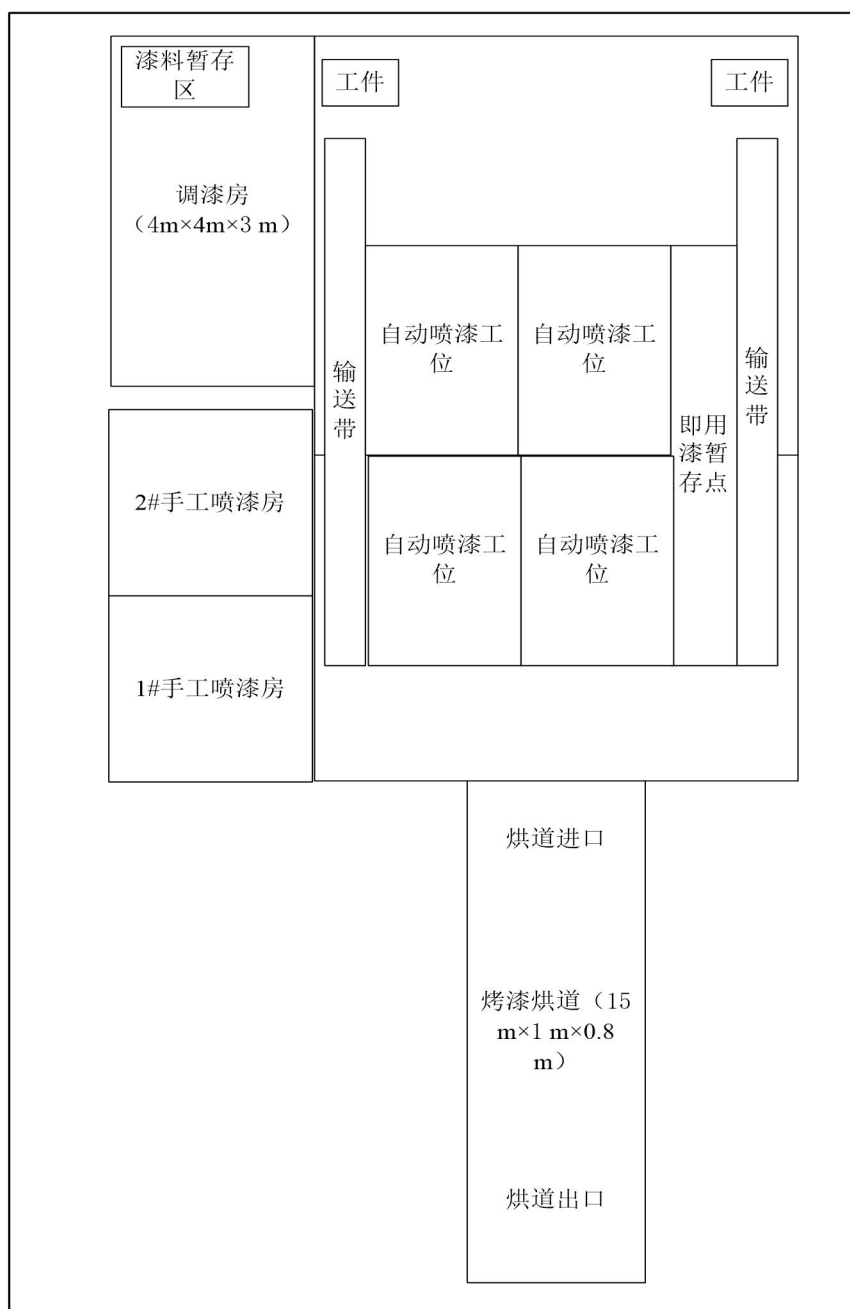 漆料暂存
区
工件
工件
调漆房
（4m×4m×3 m）
自动喷漆工
位
自动喷漆工
位
输
送
带
输
送
带
即用
漆暂
存点
2#手工喷漆房
自动喷漆工
位
自动喷漆工
位
1#手工喷漆房
烘道进口
烤漆烘道（15
m×1 m×0.8
m）
烘道出口